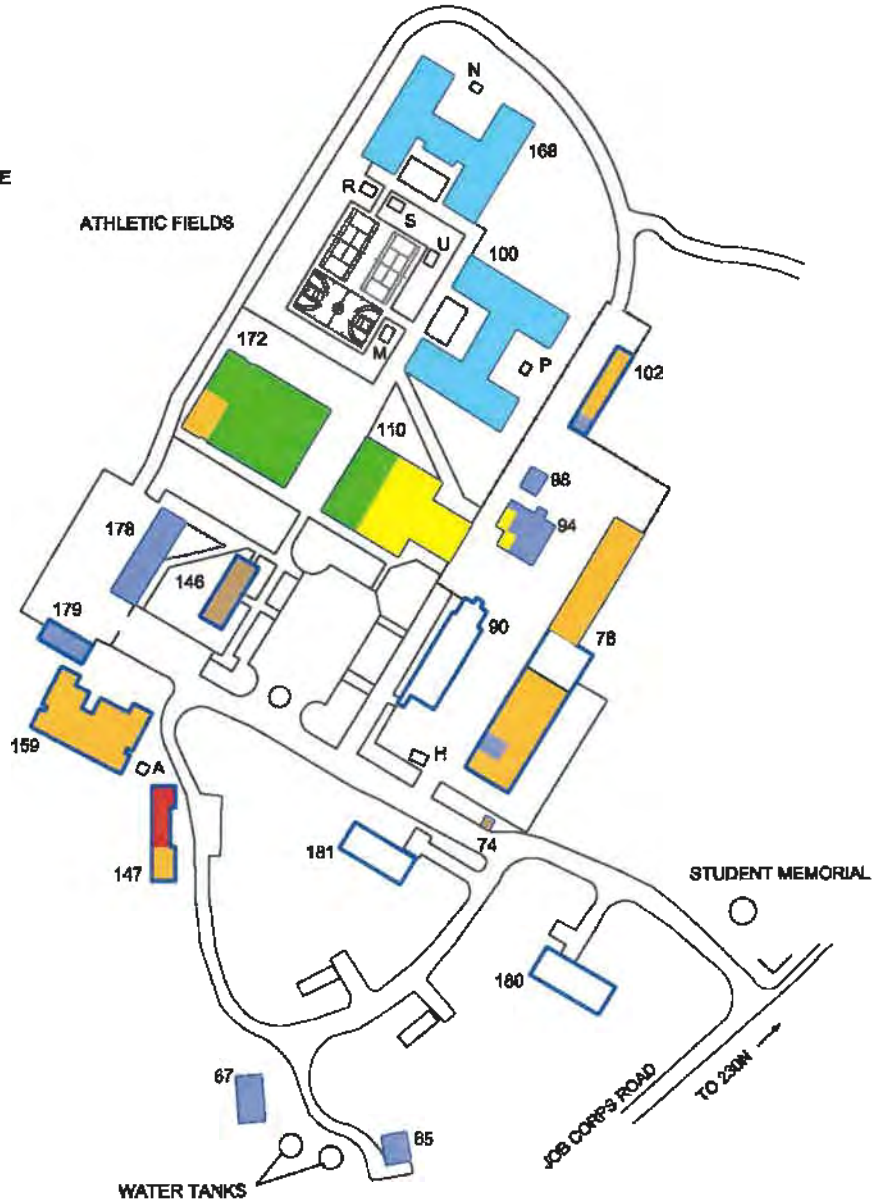 N
168
E
R
ATHLETIC FIELDS
S
U
100
172
M
P
102
110
98
94
178
146
179
90
78
159
H
A
74
181
147
STUDENT MEMORIAL
180
67
TO 230N
JOB CORPS ROAD
65
WATER TANKS